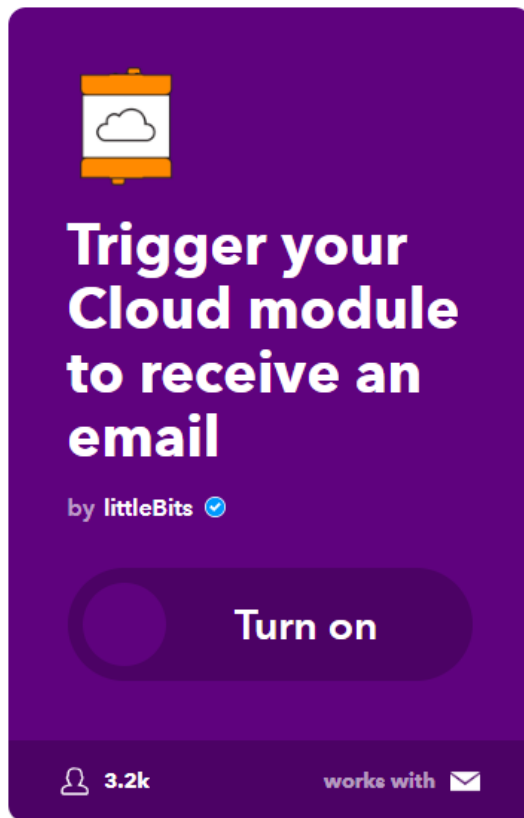 Trigger your
Cloud module
to receive an
email
by littleBits
Turn on
3.2k
works with